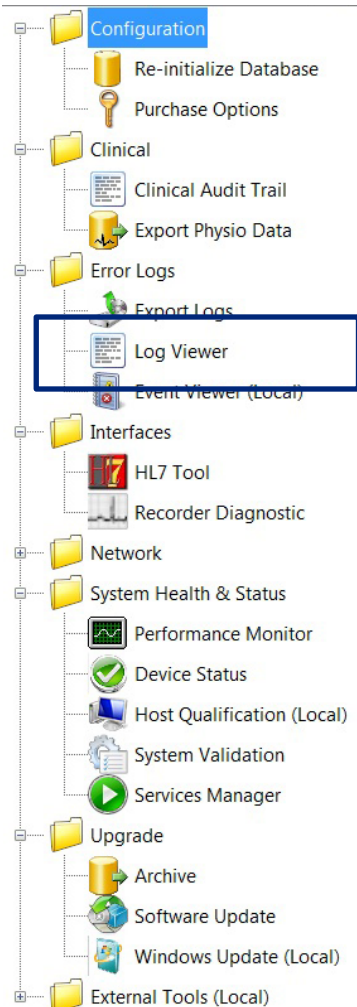 Configuration
Re-initialize Database
Purchase Options
Clinical
Clinical Audit Trail
Export Physio Data
Error Logs
Export Logs
Log Viewer
Event Viewer (Local)
Interfaces
HL7 Tool
Recorder Diagnostic
Network
System Health & Status
Performance Monitor
Device Status
Host Qualification (Local)
System Validation
Services Manager
Upgrade
Archive
Software Update
Windows Update (Local)
External Tools (Local)